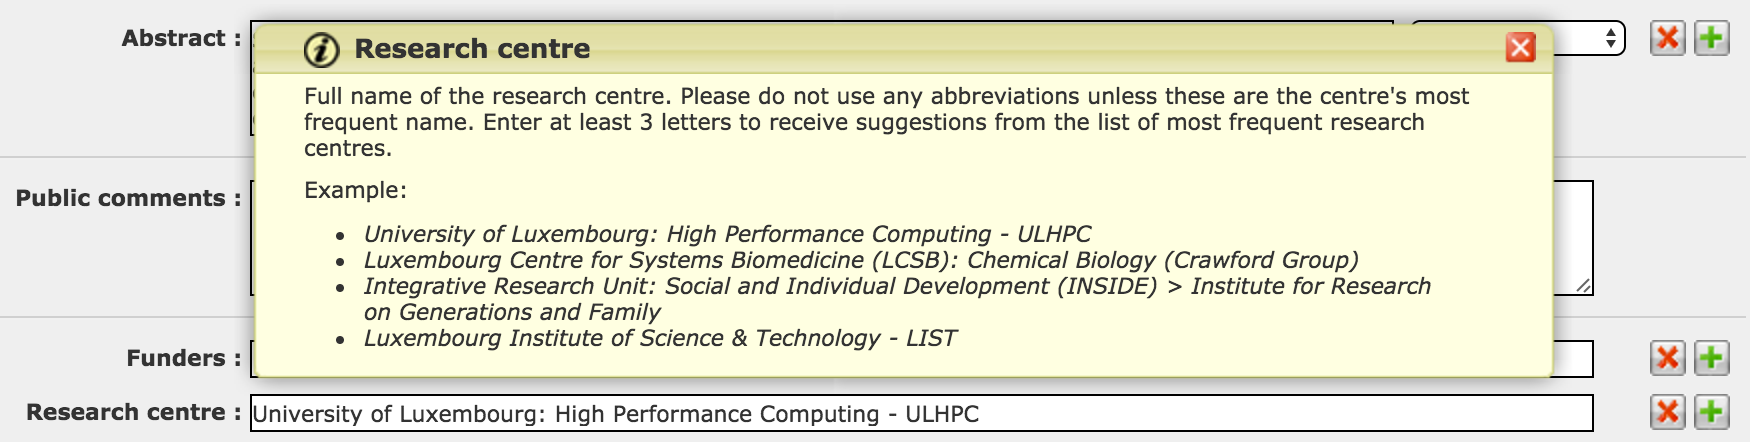 Abstract :
Research centre
Full name of the research centre. Please do not use any abbreviations unless these are the centre's most
frequent name. Enter at least 3 letters to receive suggestions from the list of most frequent research
centres.
Public comments :
Example:
• University of Luxembourg: High Performance Computing - ULHPC
• Luxembourg Centre for Systems Biomedicine (LCSB): Chemical Biology (Crawford Group)
• Integrative Research Unit: Social and Individual Development (INSIDE) > Institute for Research
on Generations and Family
• Luxembourg Institute of Science & Technology - LIST
Funders :
Research centre : University of Luxembourg: High Performance Computing - ULHPC